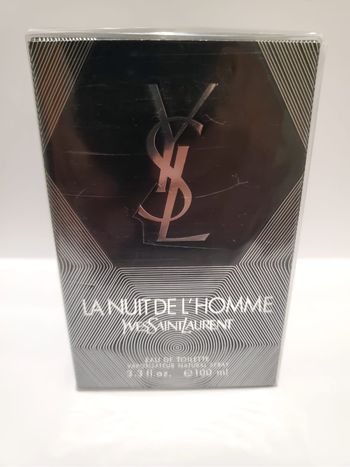 YSL
LA NUIT DE L'HOMME
YVESSAINTLAURENT
EAU DE TOILETTE
VAPORISATEUR NATURAL SPRAY
3.3 fl.oz. ℮100 ml